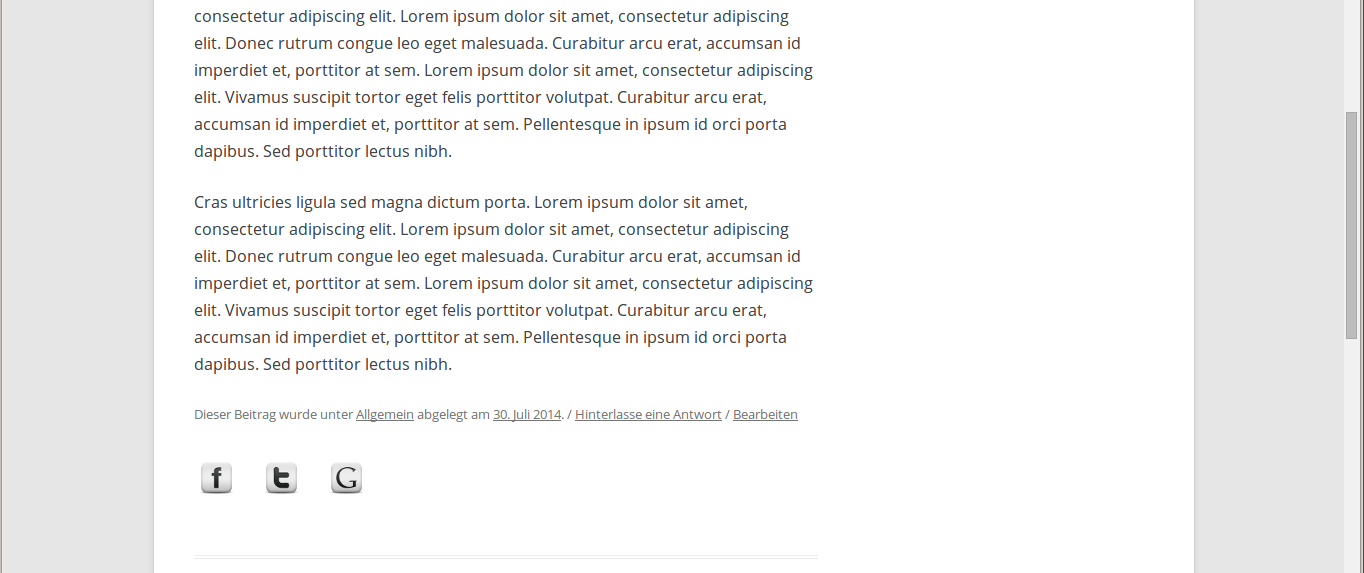 consectetur adipiscing elit. Lorem ipsum dolor sit amet, consectetur adipiscing
elit. Donec rutrum congue leo eget malesuada. Curabitur arcu erat, accumsan id
imperdiet et, porttitor at sem. Lorem ipsum dolor sit amet, consectetur adipiscing
elit. Vivamus suscipit tortor eget felis porttitor volutpat. Curabitur arcu erat,
accumsan id imperdiet et, porttitor at sem. Pellentesque in ipsum id orci porta
dapibus. Sed porttitor lectus nibh.
Cras ultricies ligula sed magna dictum porta. Lorem ipsum dolor sit amet,
consectetur adipiscing elit. Lorem ipsum dolor sit amet, consectetur adipiscing
elit. Donec rutrum congue leo eget malesuada. Curabitur arcu erat, accumsan id
imperdiet et, porttitor at sem. Lorem ipsum dolor sit amet, consectetur adipiscing
elit. Vivamus suscipit tortor eget felis porttitor volutpat. Curabitur arcu erat,
accumsan id imperdiet et, porttitor at sem. Pellentesque in ipsum id orci porta
dapibus. Sed porttitor lectus nibh.
Dieser Beitrag wurde unter Allgemein abgelegt am 30. Juli 2014. / Hinterlasse eine Antwort / Bearbeiten
f t G